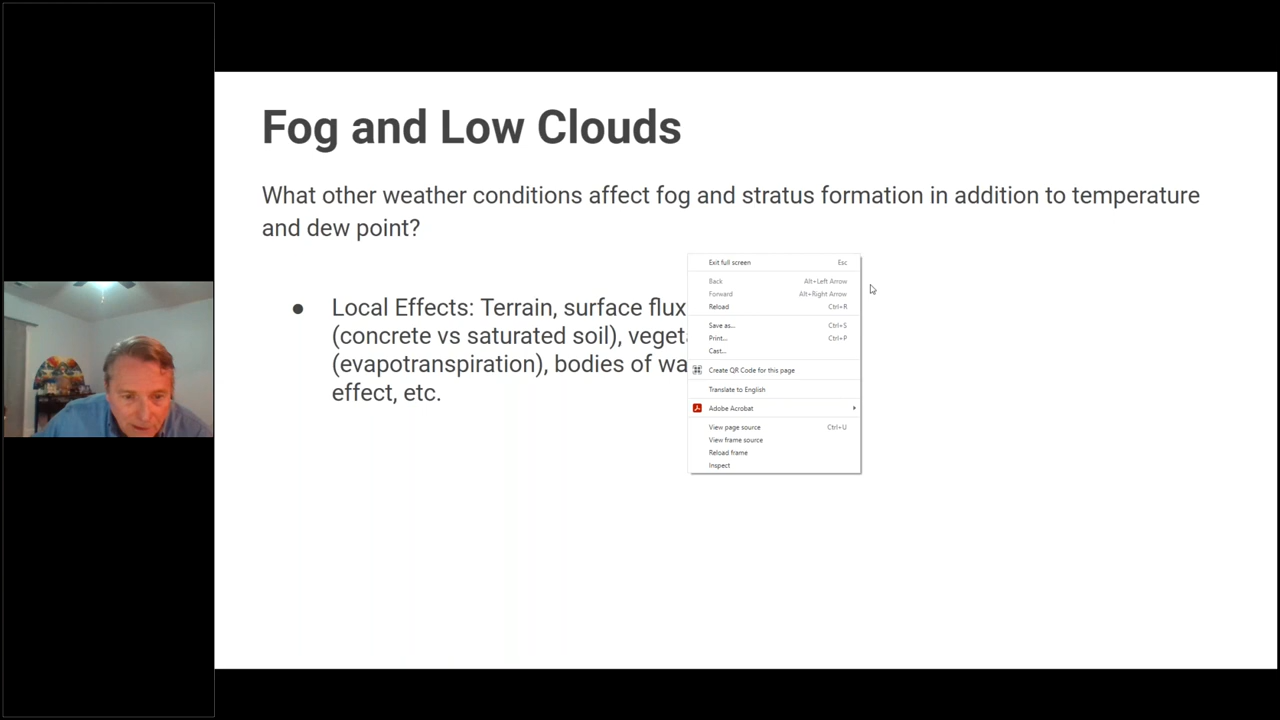 Fog and Low Clouds
What other weather conditions affect fog and stratus formation in addition to temperature
and dew point?
● Local Effects: Terrain, surface flux
(concrete vs saturated soil), veget
(evapotranspiration), bodies of wa
effect, etc.
Exit full screen Esc
Back Alt+Left Arrow
Forward Alt+Right Arrow
Reload Ctrl+R
Save as... Ctrl+S
Print... Ctrl+P
Cast...
Create QR Code for this page
Translate to English
Adobe Acrobat
View page source Ctrl+U
View frame source
Reload frame
Inspect